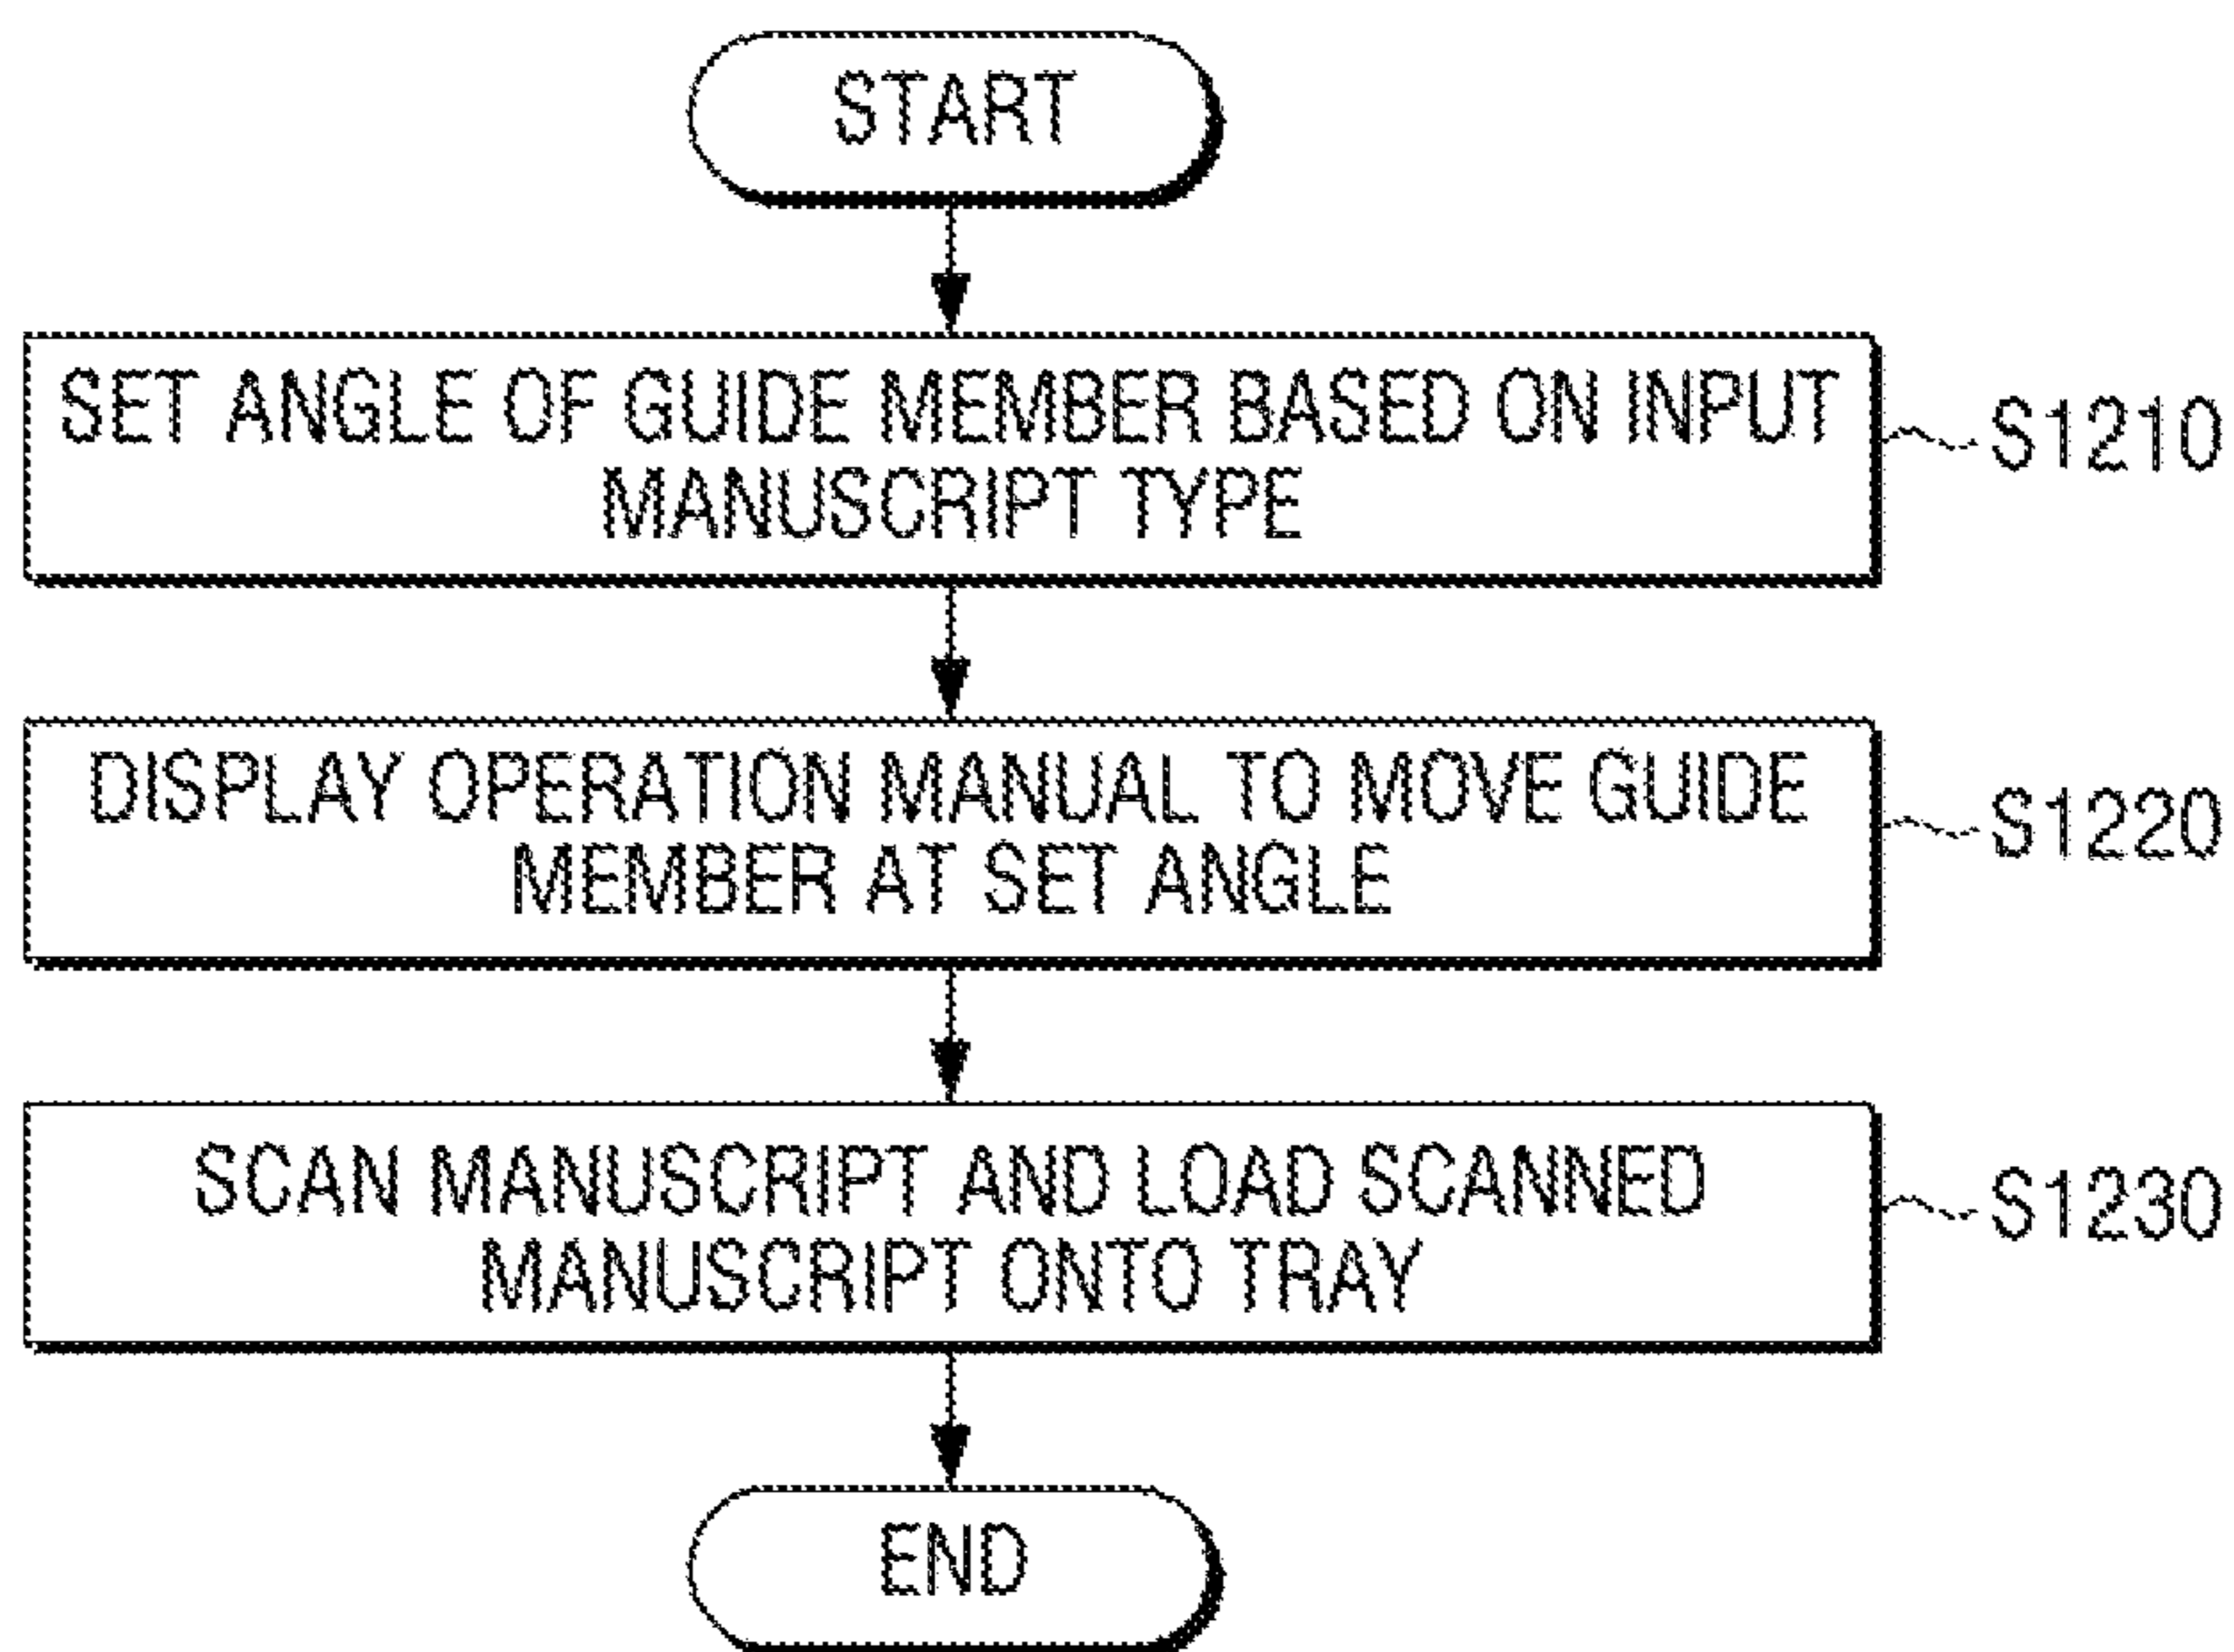 START
SET ANGLE OF GUIDE MEMBER BASED ON INPUT
MANUSCRIPT TYPE
S1210
DISPLAY OPERATION MANUAL TO MOVE GUIDE
MEMBER AT SET ANGLE
S1220
SCAN MANUSCRIPT AND LOAD SCANNED
MANUSCRIPT ONTO TRAY
S1230
END